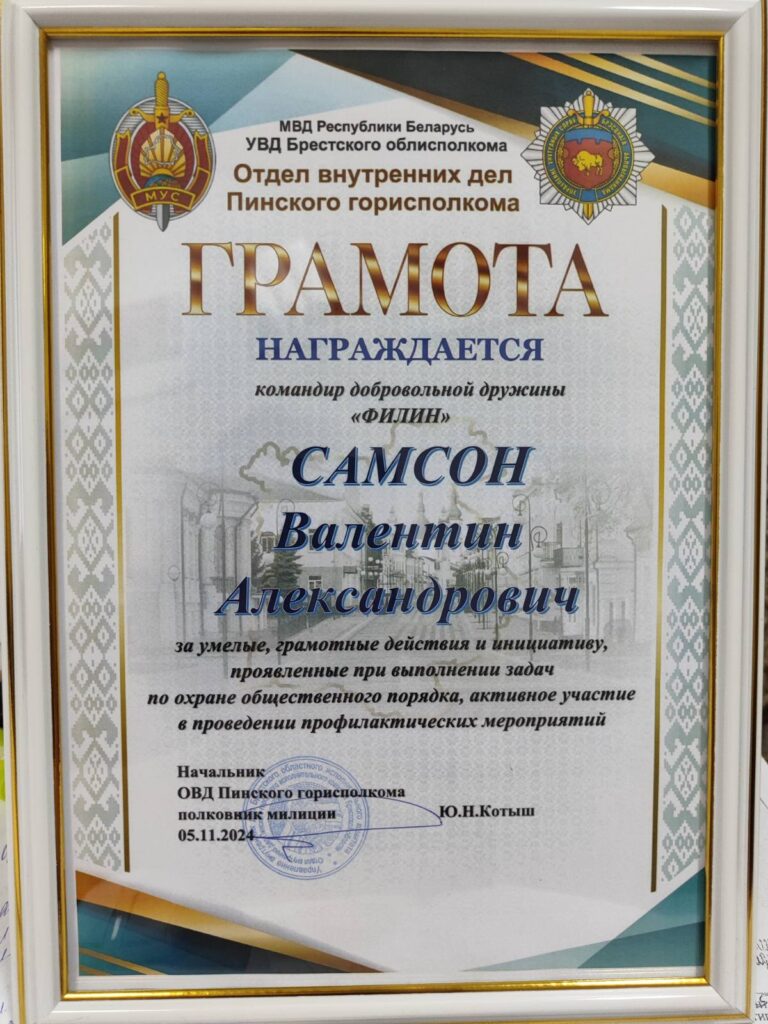 МВД Республики Беларусь
УВД Брестского облисполкома
Отдел внутренних дел
Пинского горисполкома
МУС
ГРАМОТА
НАГРАЖДАЕТСЯ
командир добровольной дружины
«ФИЛИН»
САМСОН
Валентин
Александрович
за умелые, грамотные действия и инициативу,
проявленные при выполнении задач
по охране общественного порядка, активное участие
в проведении профилактических мероприятий
Начальник
ОВД Пинского горисполкома
полковник милиции Ю.Н.Котыш
05.11.2024